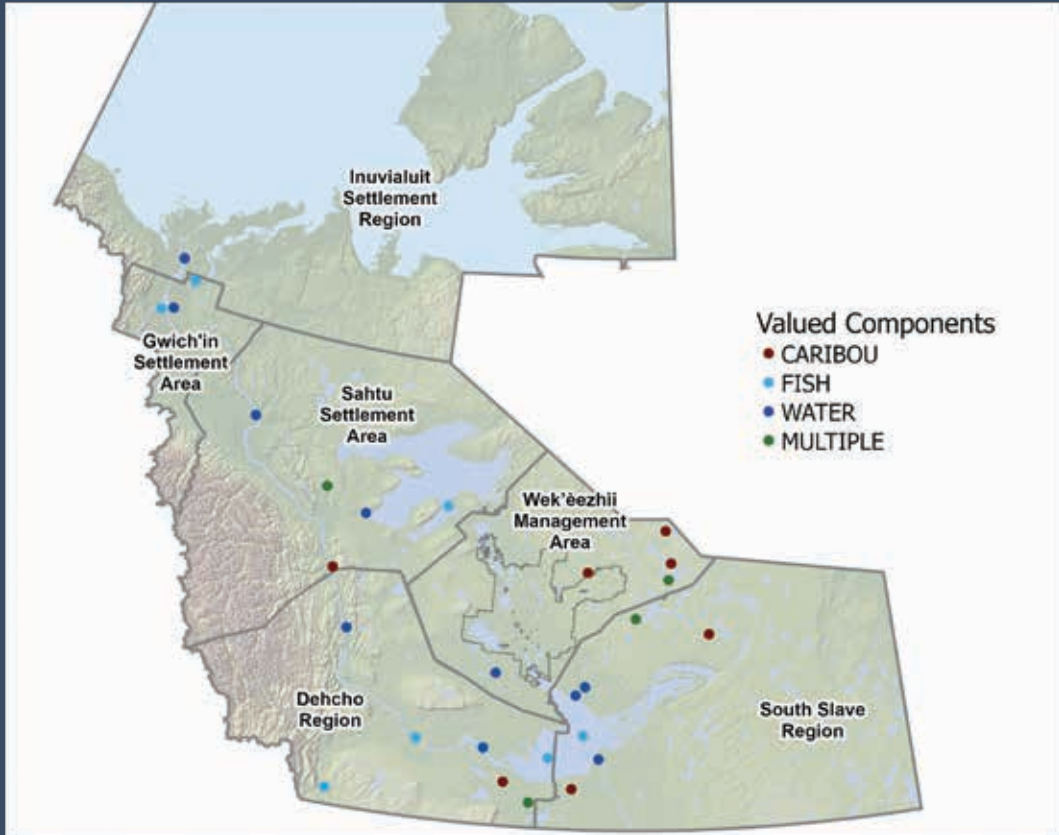 Inuvialuit
Settlement
Region
Gwich'in
Settlement
Area
Sahtu
Settlement
Area
Wek'èezhii
Management
Area
Dehcho
Region
South Slave
Region
Valued Components
CARIBOU
FISH
WATER
MULTIPLE